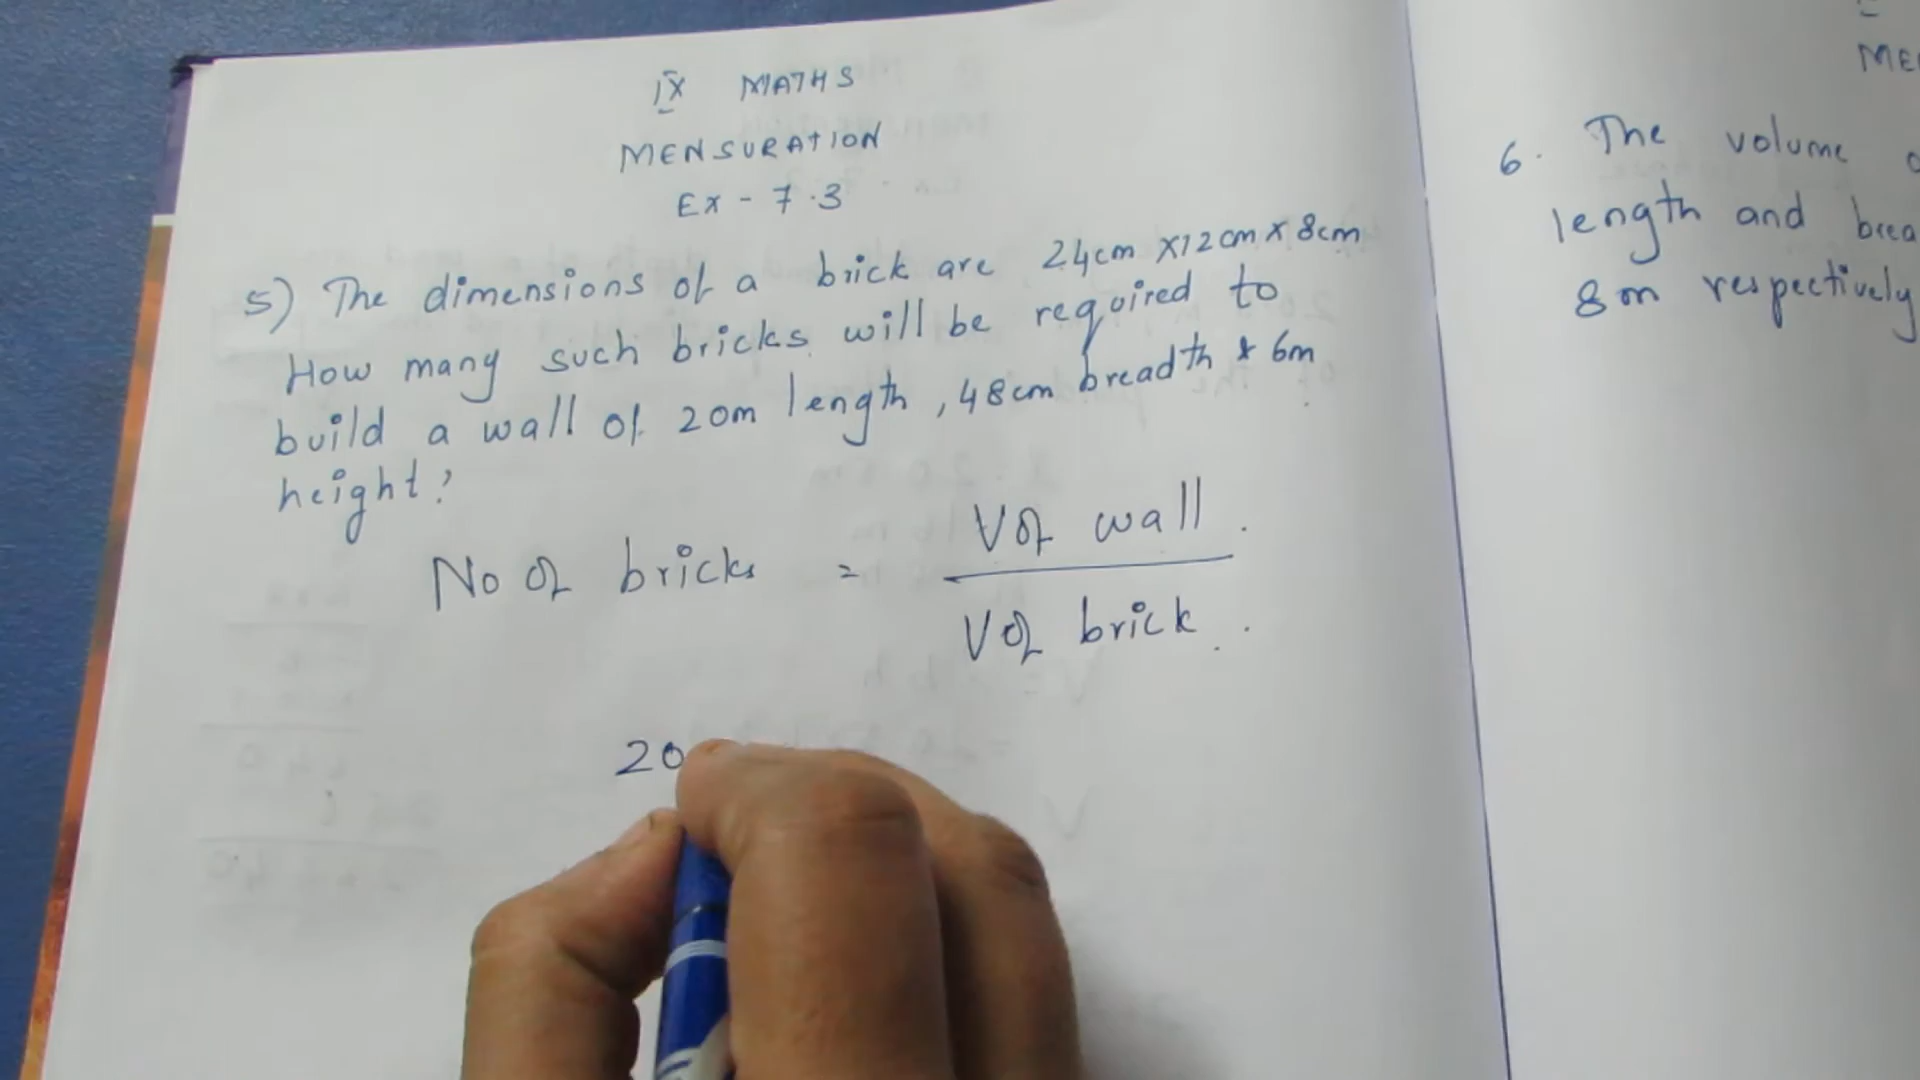 IX MATHS
MENSURATION
Ex - 7.3
5) The dimensions of a brick are 24cm x12cm x 8cm
How many such bricks will be required to
build a wall of 20m length, 48cm breadth & 6m
height?
No of bricks = V of wall
V of brick
20
6. The volume
length and
8m respectively